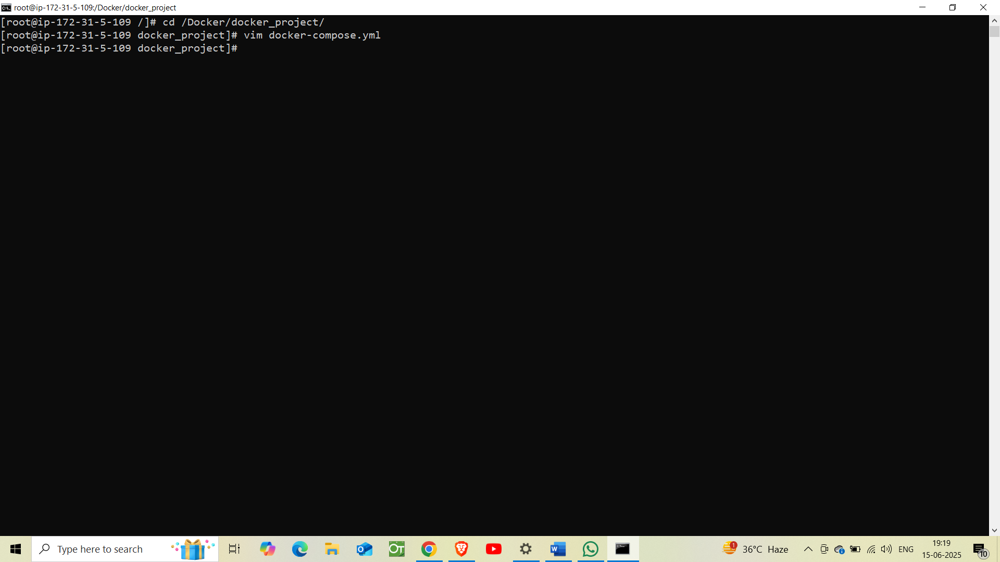 root@ip-172-31-5-109:/Docker/docker_project
[root@ip-172-31-5-109 /]# cd /Docker/docker_project/
[root@ip-172-31-5-109 docker_project]# vim docker-compose.yml
[root@ip-172-31-5-109 docker_project]#
Type here to search
OT
1
36°C Haze
ENG
19:19
15-06-2025
10